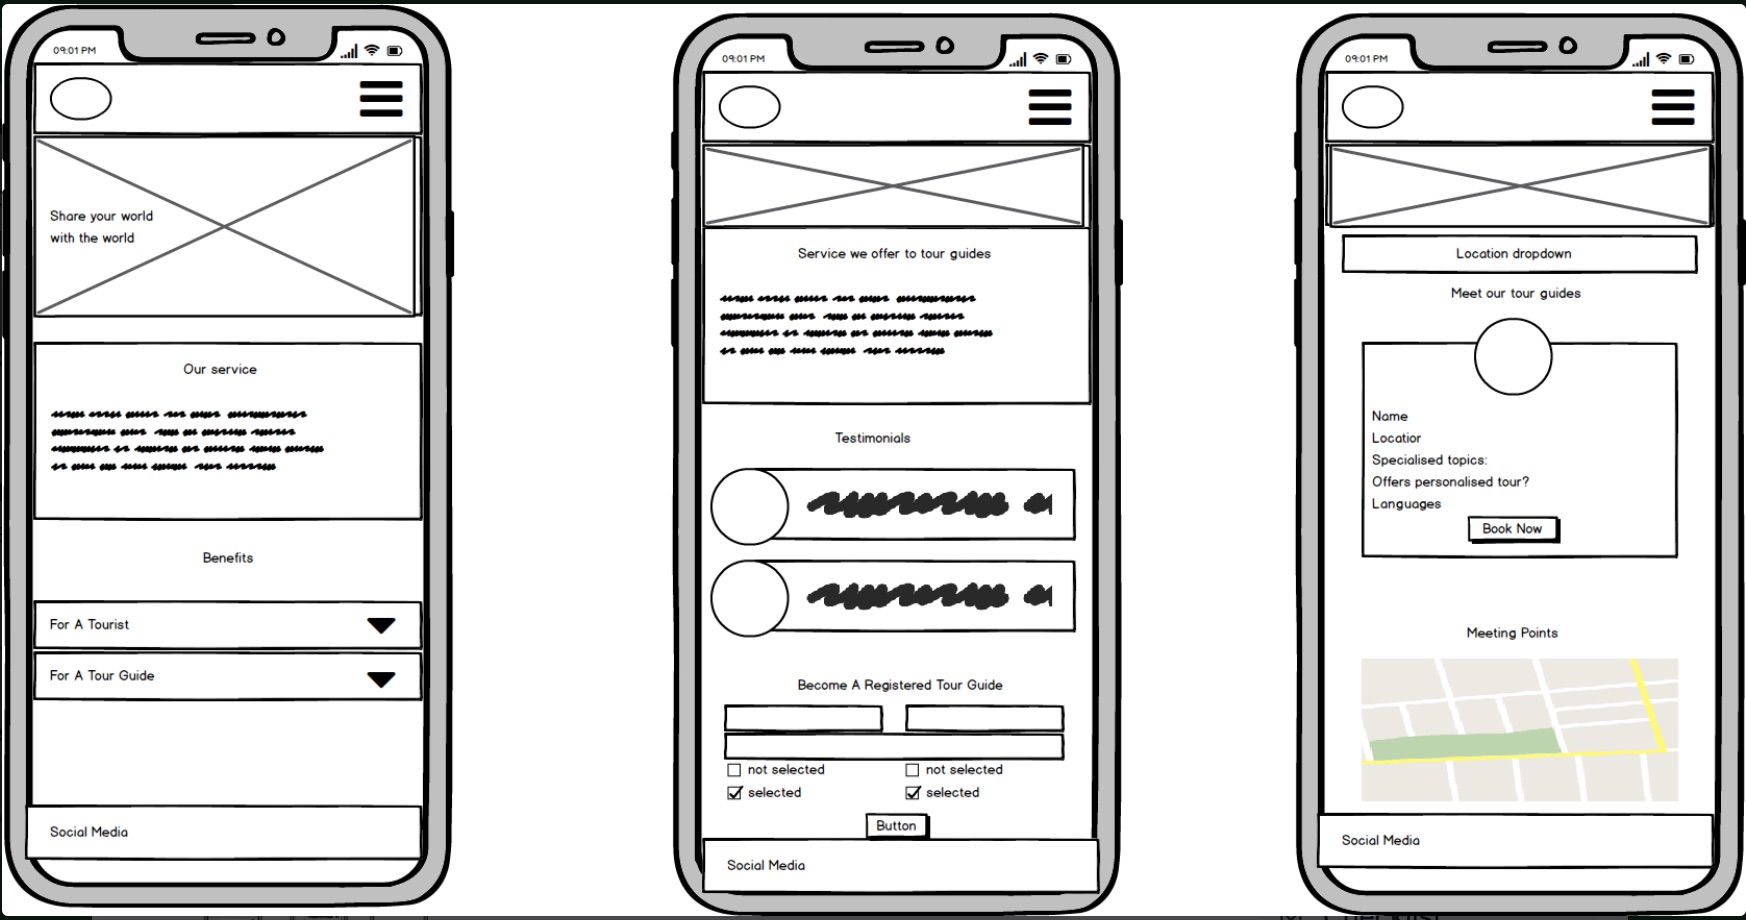 09:01 PM
Share your world
with the world
Our service
Benefits
For A Tourist
For A Tour Guide
Social Media
09:01 PM
Service we offer to tour guides
Testimonials
Become A Registered Tour Guide
not selected
not selected
selected
selected
Button
Social Media
09:01 PM
Location dropdown
Meet our tour guides
Name
Locatior
Specialised topics:
Offers personalised tour?
Languages
Book Now
Meeting Points
Social Media